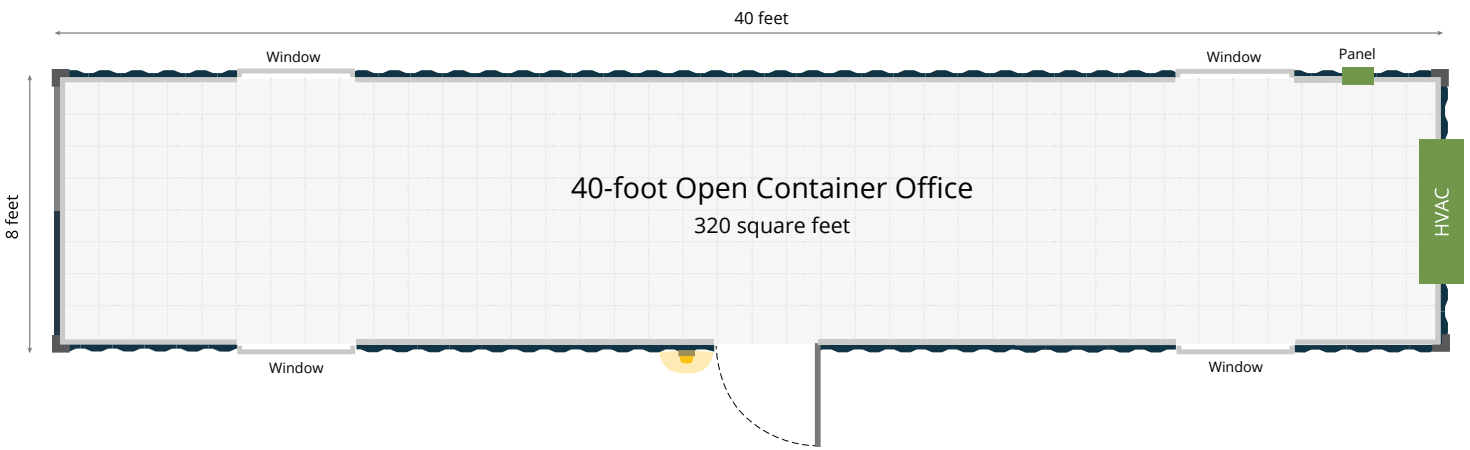 40 feet
Window
Window
Panel
8 feet
40-foot Open Container Office
320 square feet
HVAC
Window
Window